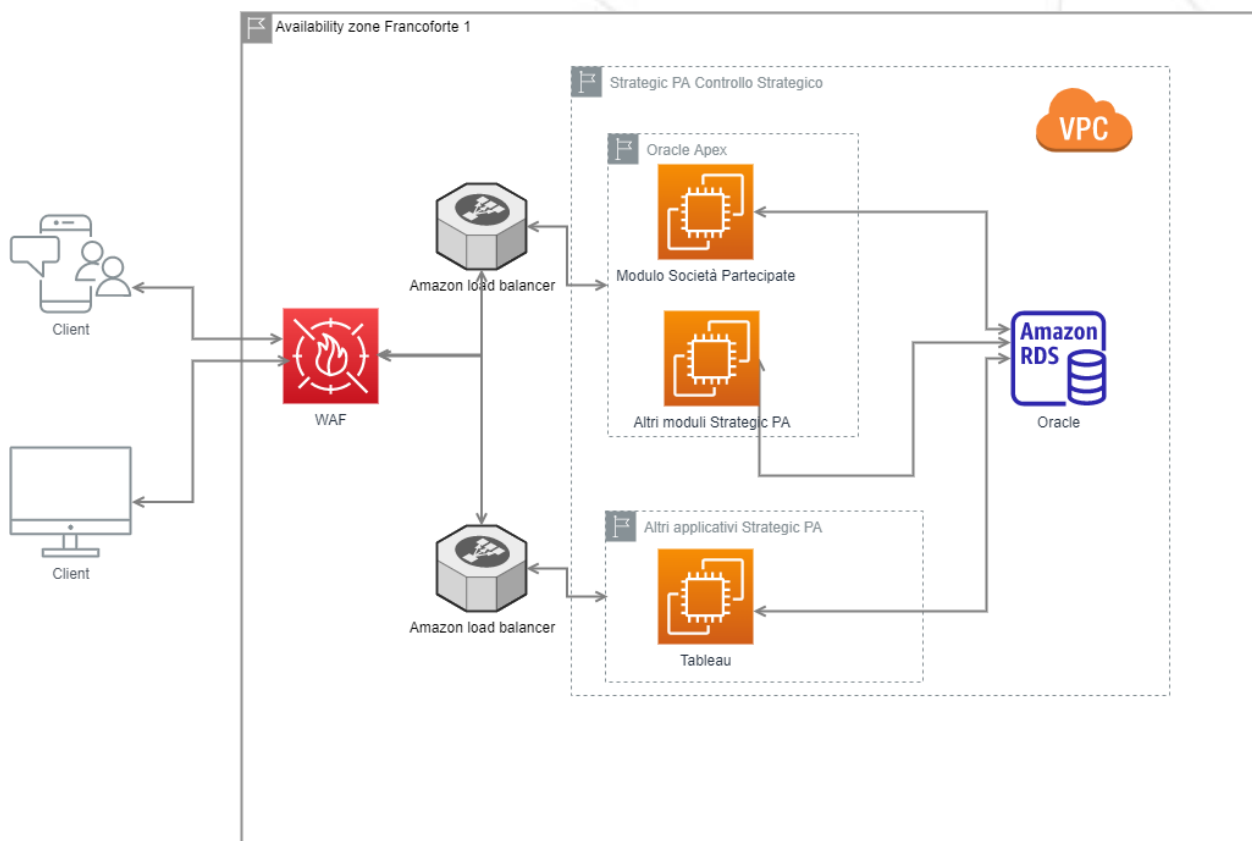 Availability zone Francoforte 1
Strategic PA Controllo Strategico
VPC
Oracle Apex
Modulo Società Partecipate
Amazon load balancer
Client
WAF
Altri moduli Strategic PA
Amazon
RDS
Oracle
Altri applicativi Strategic PA
Client
Amazon load balancer
Tableau